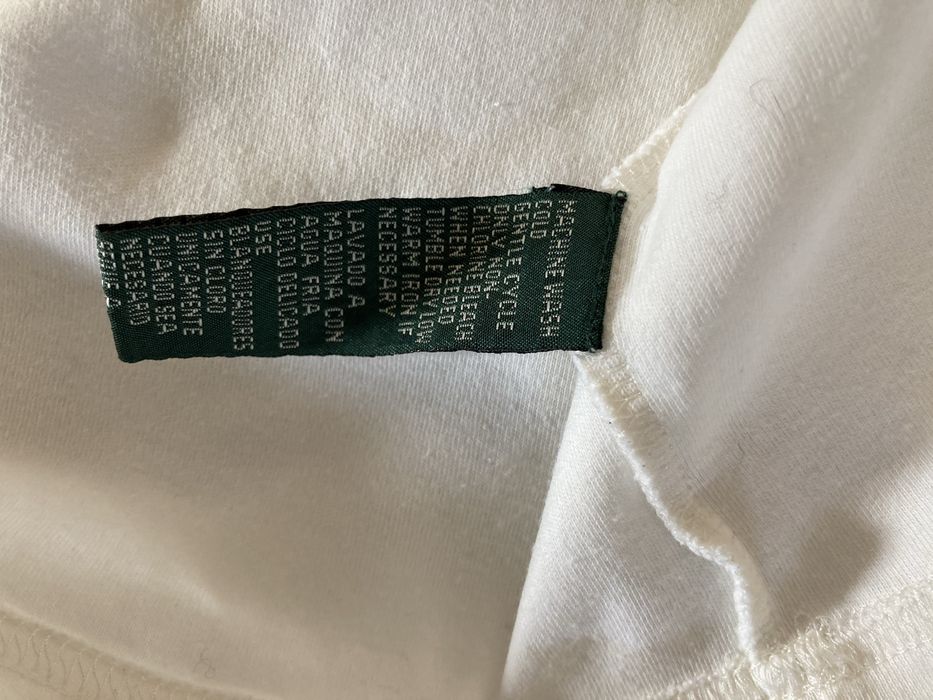 MACHINE WASH
COLD
GENTLE CYCLE
ONLY NON-
CHLORINE BLEACH
WHEN NEEDED
TUMBLE DRY LOW
WARM IRON IF
NECESSARY
LAVADO A
MAQUINA CON
AGUA FRIA
CICLO DELICADO
USE
BLANQUEADORES
SIN CLORO
UNICAMENTE
CUANDO SEA
NECESARIO